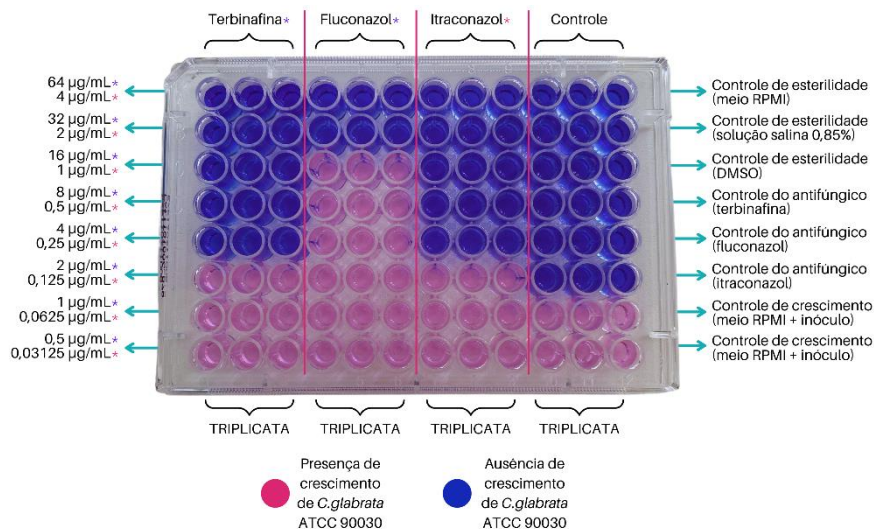 Terbinafina* Fluconazol* Itraconazol* Controle
64 µg/mL*
4 µg/mL*
32 µg/mL*
2 µg/mL*
16 µg/mL*
1 µg/mL*
8 µg/mL*
0,5 µg/mL*
4 µg/mL*
0,25 µg/mL*
2 µg/mL*
0,125 µg/mL*
1 µg/mL*
0,0625 µg/mL*
0,5 µg/mL*
0,03125 µg/mL*
Controle de esterilidade
(meio RPMI)
Controle de esterilidade
(solução salina 0,85%)
Controle de esterilidade
(DMSO)
Controle do antifúngico
(terbinafina)
Controle do antifúngico
(fluconazol)
Controle do antifúngico
(itraconazol)
Controle de crescimento
(meio RPMI + inóculo)
Controle de crescimento
(meio RPMI + inóculo)
TRIPLICATA TRIPLICATA TRIPLICATA TRIPLICATA
Presença de
crescimento
de C.glabrata
ATCC 90030
Ausência de
crescimento
de C.glabrata
ATCC 90030